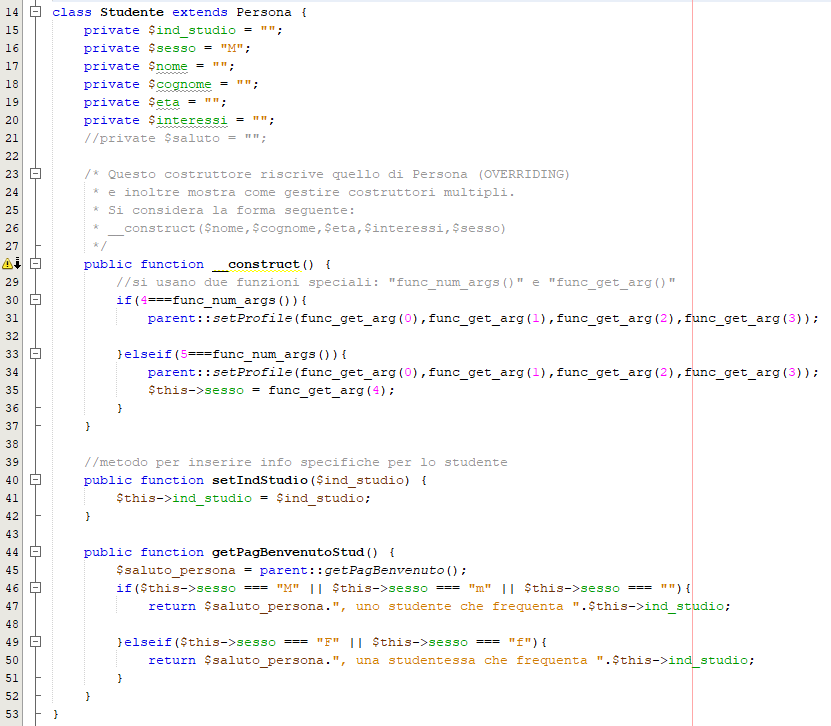 14 class Studente extends Persona {
15     private $ind_studio = "";
16     private $sesso = "M";
17     private $nome = "";
18     private $cognome = "";
19     private $eta = "";
20     private $interessi = "";
21     //private $saluto = "";
22
23     /* Questo costruttore riscrive quello di Persona (OVERRIDING)
24      * e inoltre mostra come gestire costruttori multipli.
25      * Si considera la forma seguente:
26      * __construct($nome,$cognome,$eta,$interessi,$sesso)
27      */
    public function __construct() {
29         //si usano due funzioni speciali: "func_num_args()" e "func_get_arg()"
30         if(4===func_num_args()){
31             parent::setProfile(func_get_arg(0),func_get_arg(1),func_get_arg(2),func_get_arg(3));
32
33         }elseif(5===func_num_args()){
34             parent::setProfile(func_get_arg(0),func_get_arg(1),func_get_arg(2),func_get_arg(3));
35             $this->sesso = func_get_arg(4);
36         }
37     }
38
39     //metodo per inserire info specifiche per lo studente
40     public function setIndStudio($ind_studio) {
41         $this->ind_studio = $ind_studio;
42     }
43
44     public function getPagBenvenutoStud() {
45         $saluto_persona = parent::getPagBenvenuto();
46         if($this->sesso === "M" || $this->sesso === "m" || $this->sesso === ""){
47             return $saluto_persona.", uno studente che frequenta ".$this->ind_studio;
48
49         }elseif($this->sesso === "F" || $this->sesso === "f"){
50             return $saluto_persona.", una studentessa che frequenta ".$this->ind_studio;
51         }
52     }
53 }